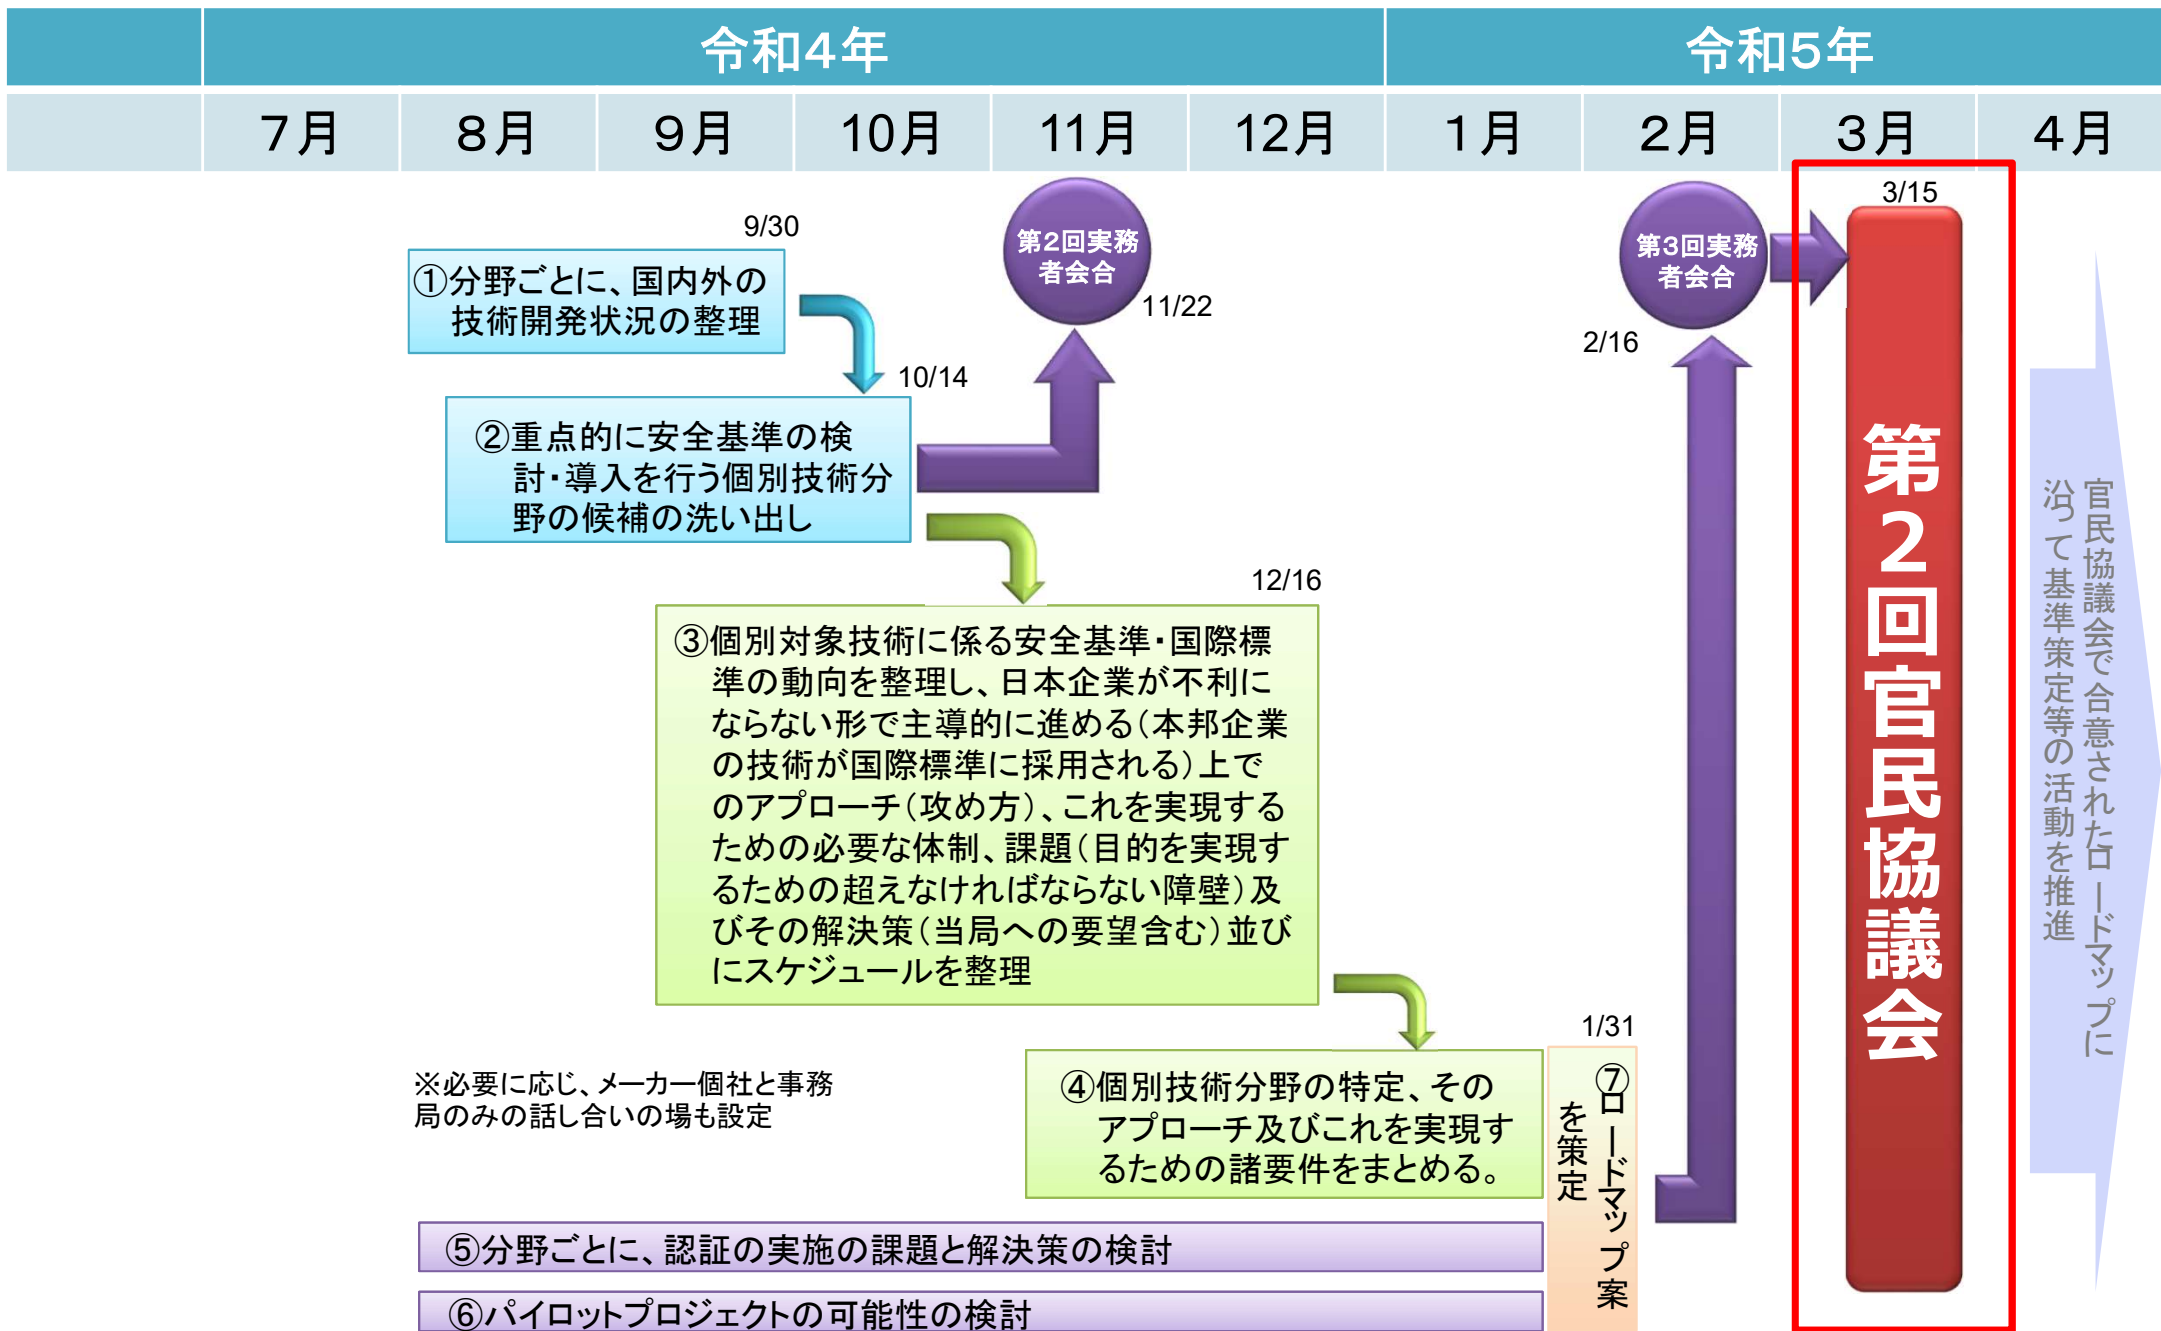 令和4年
令和5年
7月
8月
9月
10月
11月
12月
1月
2月
3月
4月
9/30
①分野ごとに、国内外の
技術開発状況の整理
10/14
②重点的に安全基準の検
討・導入を行う個別技術分
野の候補の洗い出し
第2回実務
者会合
11/22
12/16
③個別対象技術に係る安全基準・国際標
準の動向を整理し、日本企業が不利に
ならない形で主導的に進める（本邦企業
の技術が国際標準に採用される）上で
のアプローチ（攻め方）、これを実現する
ための必要な体制、課題（目的を実現す
るための超えなければならない障壁）及
びその解決策（当局への要望含む）並び
にスケジュールを整理
※必要に応じ、メーカー個社と事務
局のみの話し合いの場も設定
④個別技術分野の特定、その
アプローチ及びこれを実現す
るための諸要件をまとめる。
⑤分野ごとに、認証の実施の課題と解決策の検討
⑥パイロットプロジェクトの可能性の検討
1/31
⑦ロードマップ案
を策定
第3回実務
者会合
2/16
3/15
第2回官民協議会
官民協議会で合意されたロードマップに
沿って基準策定等の活動を推進